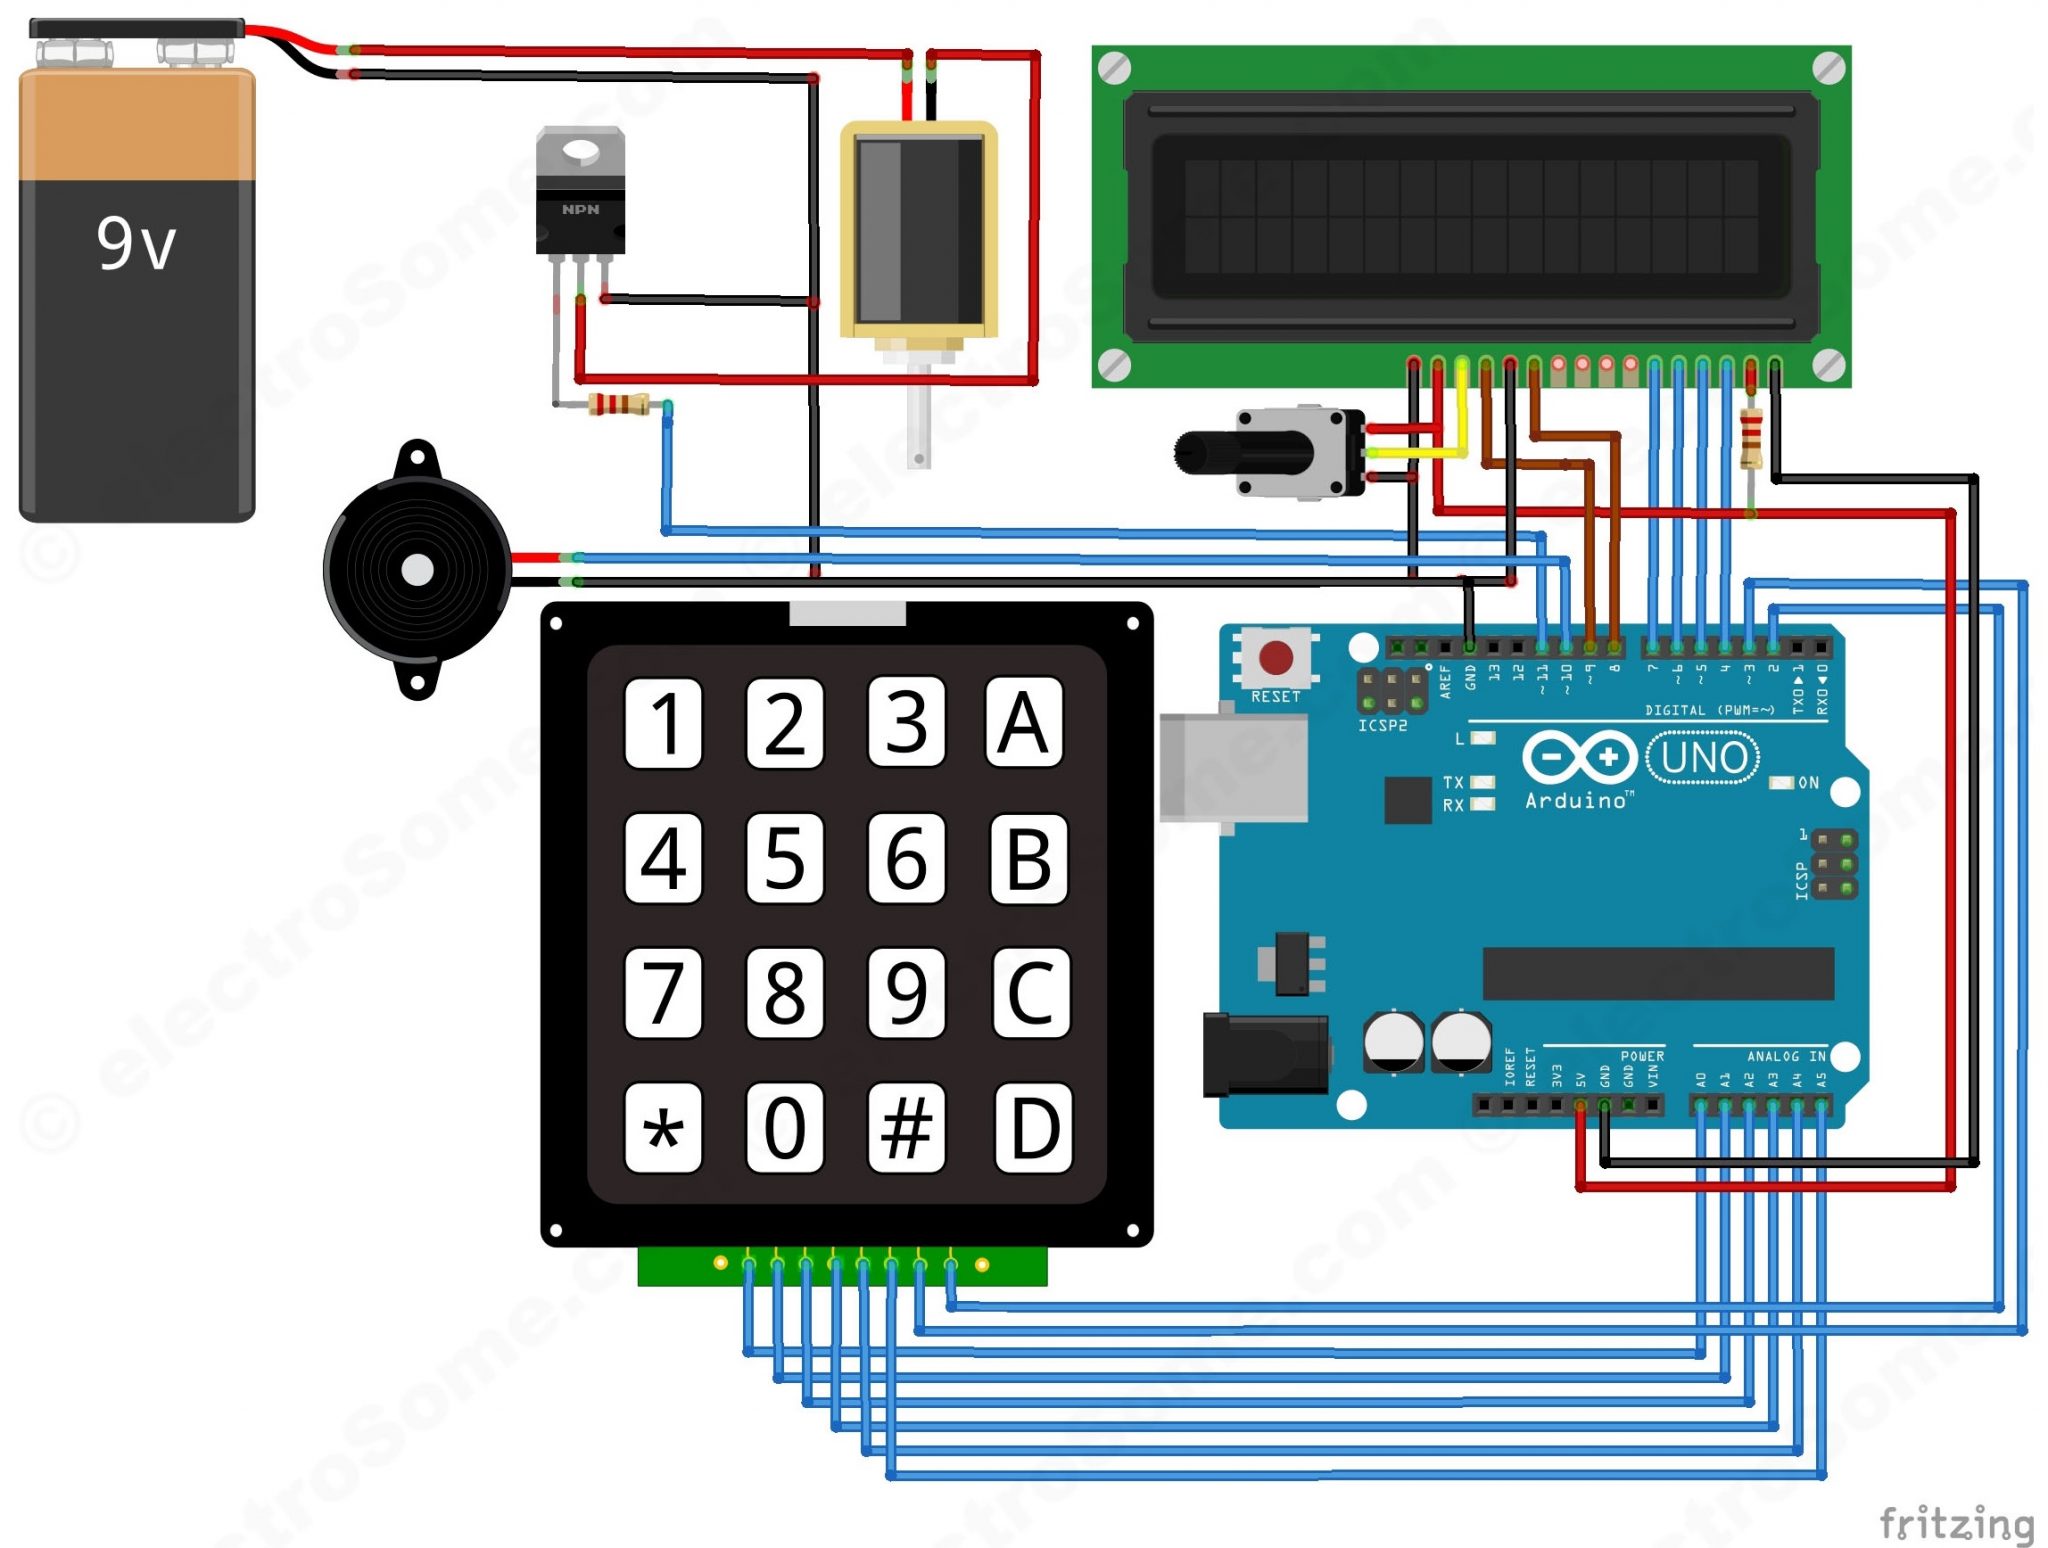 9v
NPN
1 2 3 A
4 5 6 B
7 8 9 C
* 0 # D
RESET
ICSP2
AREF
GND
13
12
~11
~10
~9
8
7
~6
~5
4
~3
2
TX0▶1
RX0◀0
DIGITAL (PWM=~)
L
TX
RX
UNO
Arduino™
ON
1
ICSP
IOREF
RESET
3V3
5V
GND
GND
VIN
POWER
ANALOG IN
A0
A1
A2
A3
A4
A5
© electroSome.com
fritzing